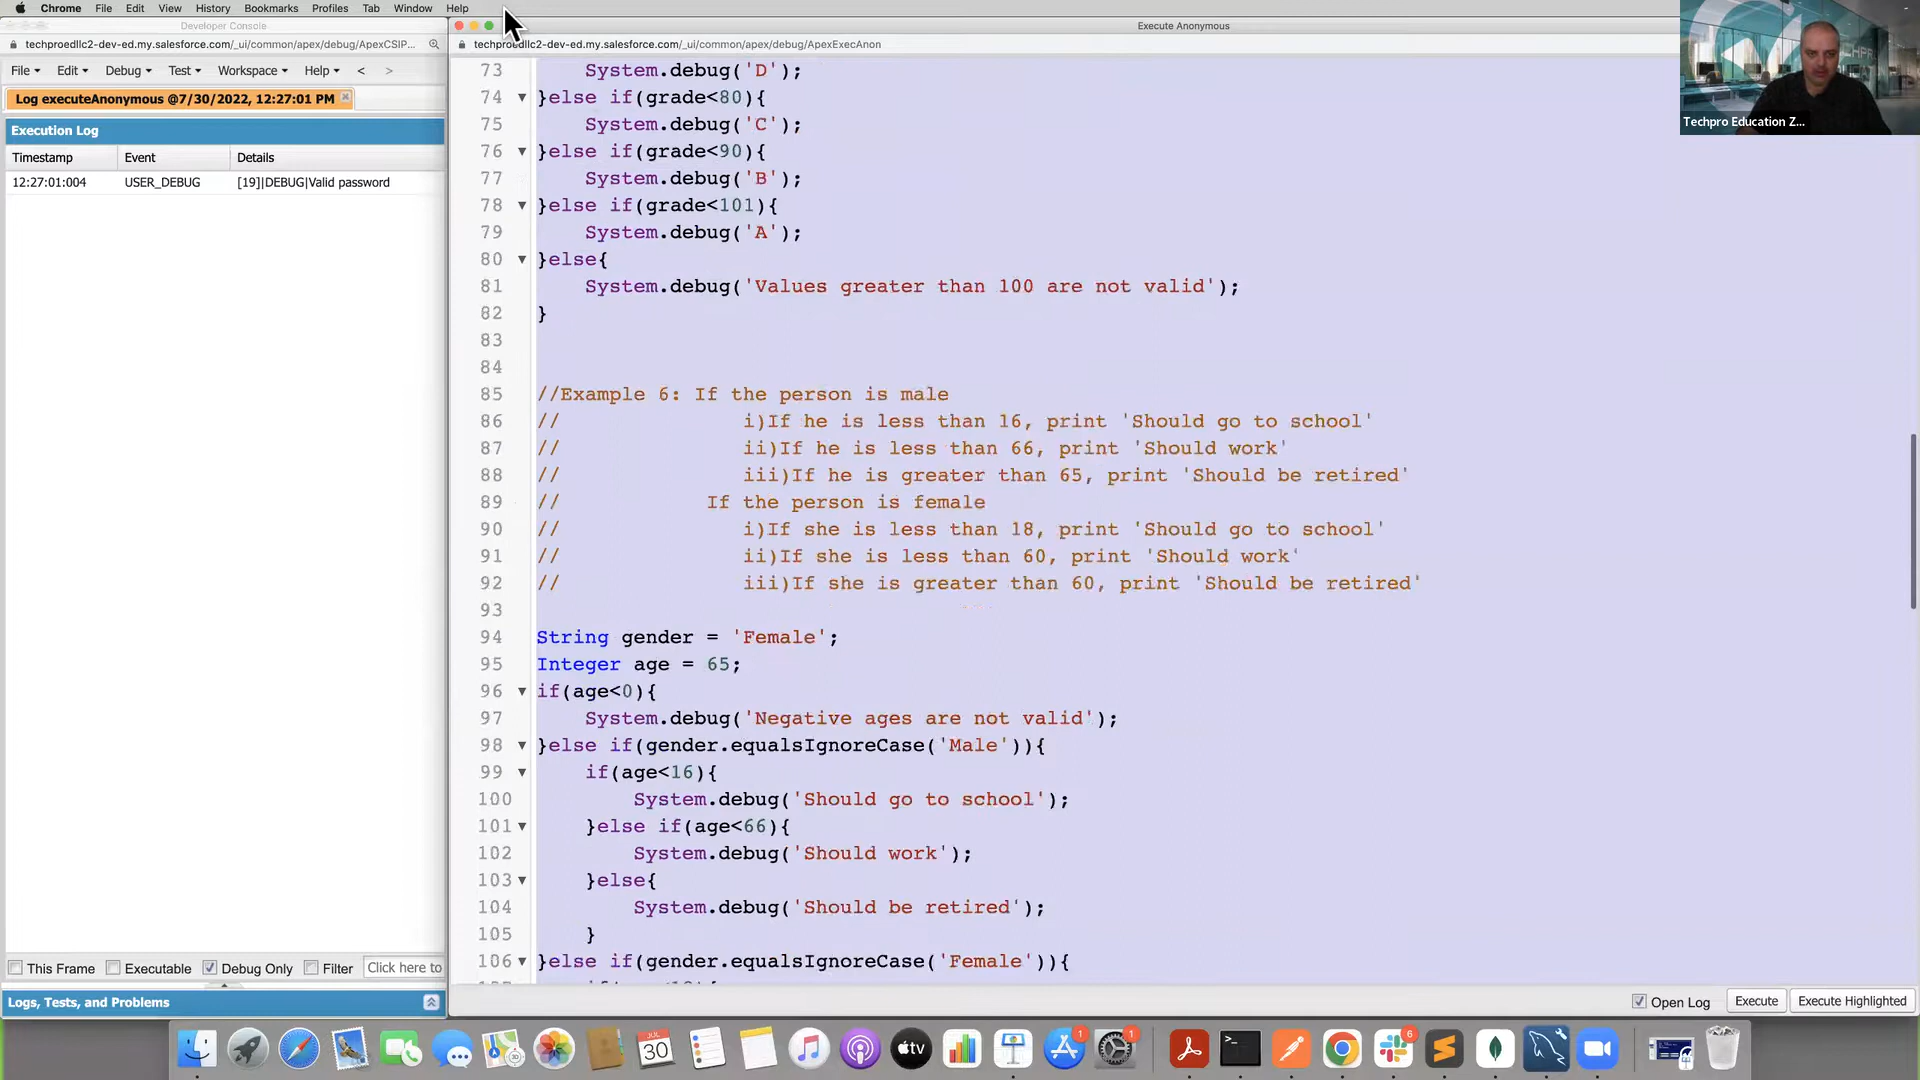 Chrome File Edit View History Bookmarks Profiles Tab Window Help
Developer Console
techproedllc2-dev-ed.my.salesforce.com/_ui/common/apex/debug/ApexCSIP...
File Edit Debug Test Workspace Help < >
Log executeAnonymous @7/30/2022, 12:27:01 PM
Execution Log
Timestamp Event Details
12:27:01:004 USER_DEBUG [19]|DEBUG|Valid password
This Frame Executable Debug Only Filter Click here to
Logs, Tests, and Problems
Execute Anonymous
techproedllc2-dev-ed.my.salesforce.com/_ui/common/apex/debug/ApexExecAnon
73 System.debug('D');
74 }else if(grade<80){
75 System.debug('C');
76 }else if(grade<90){
77 System.debug('B');
78 }else if(grade<101){
79 System.debug('A');
80 }else{
81 System.debug('Values greater than 100 are not valid');
82 }
83
84
85 //Example 6: If the person is male
86 // i)If he is less than 16, print 'Should go to school'
87 // ii)If he is less than 66, print 'Should work'
88 // iii)If he is greater than 65, print 'Should be retired'
89 // If the person is female
90 // i)If she is less than 18, print 'Should go to school'
91 // ii)If she is less than 60, print 'Should work'
92 // iii)If she is greater than 60, print 'Should be retired'
93
94 String gender = 'Female';
95 Integer age = 65;
96 if(age<0){
97 System.debug('Negative ages are not valid');
98 }else if(gender.equalsIgnoreCase('Male')){
99 if(age<16){
100 System.debug('Should go to school');
101 }else if(age<66){
102 System.debug('Should work');
103 }else{
104 System.debug('Should be retired');
105 }
106 }else if(gender.equalsIgnoreCase('Female')){
Open Log Execute Execute Highlighted
Techpro Education Z...
JUL
30
tv
1
1
6